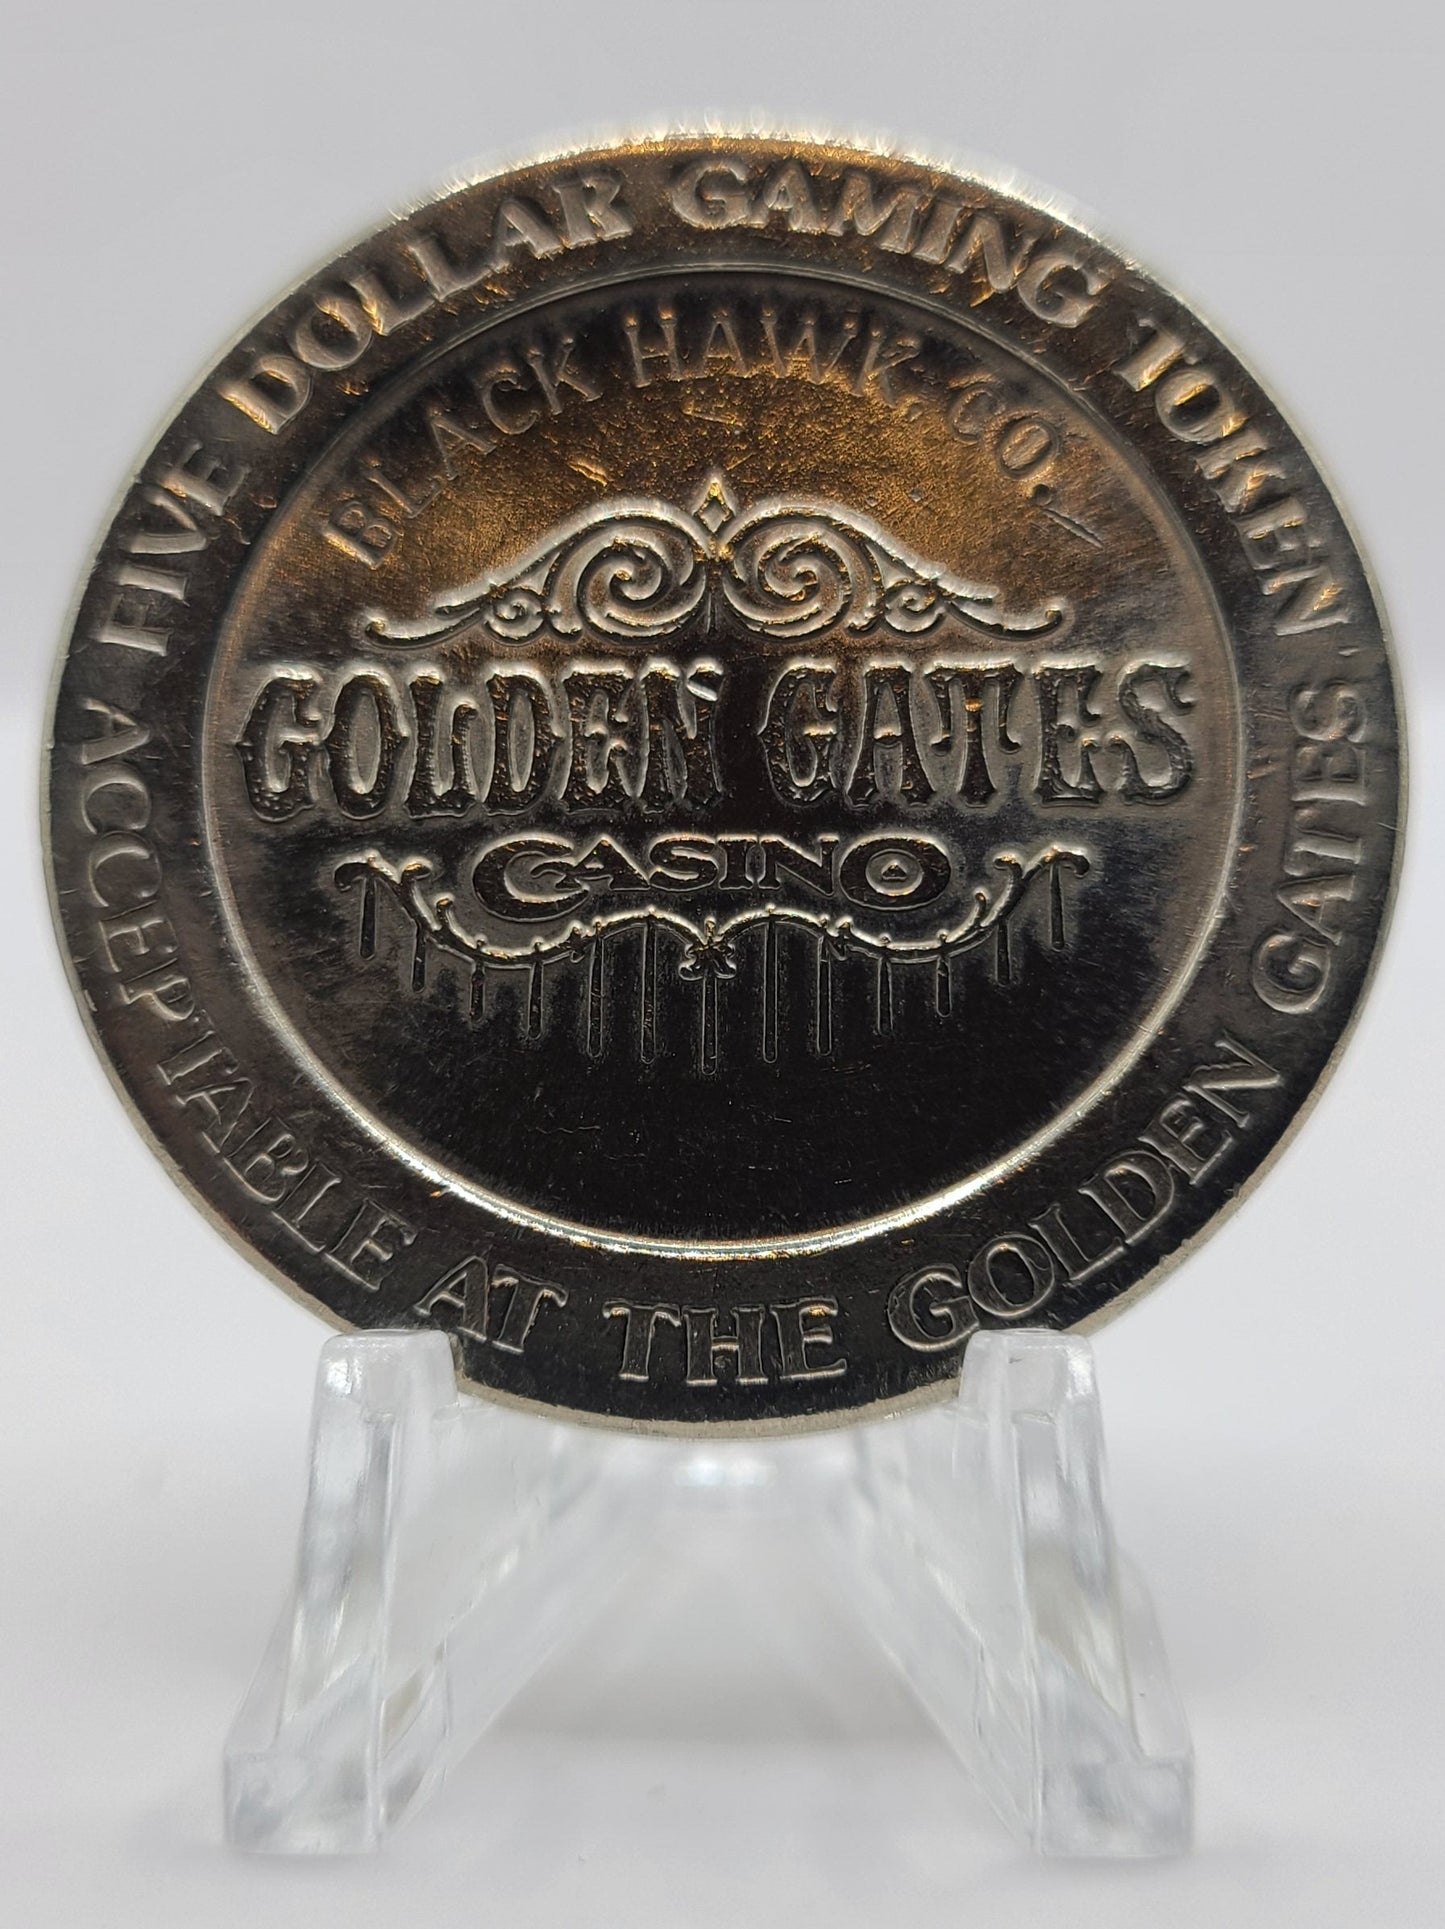 FIVE DOLLAR GAMING TOKEN
BLACK HAWK, CO.
GOLDEN GATES
CASINO
ACCEPTABLE AT THE GOLDEN GATES